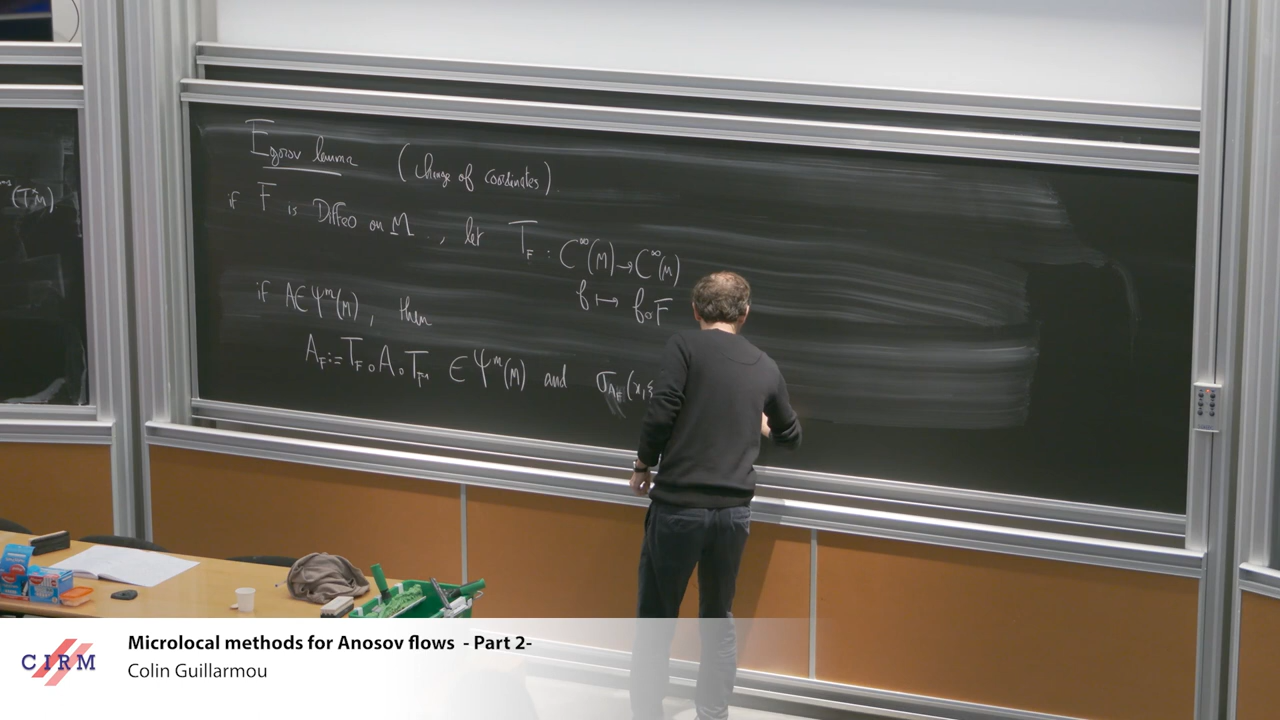 Egorov lemma (Change of coordinates).
(T*M)
if F is Diffeo on M, let T_F : C^∞(M) → C^∞(M)
f ↦ f∘F
if A∈Ψ^m(M), then
A_F := T_F ∘ A ∘ T_{F^{-1}} ∈ Ψ^m(M) and σ_{A_F}(x,ξ
CIRM
Microlocal methods for Anosov flows - Part 2-
Colin Guillarmou